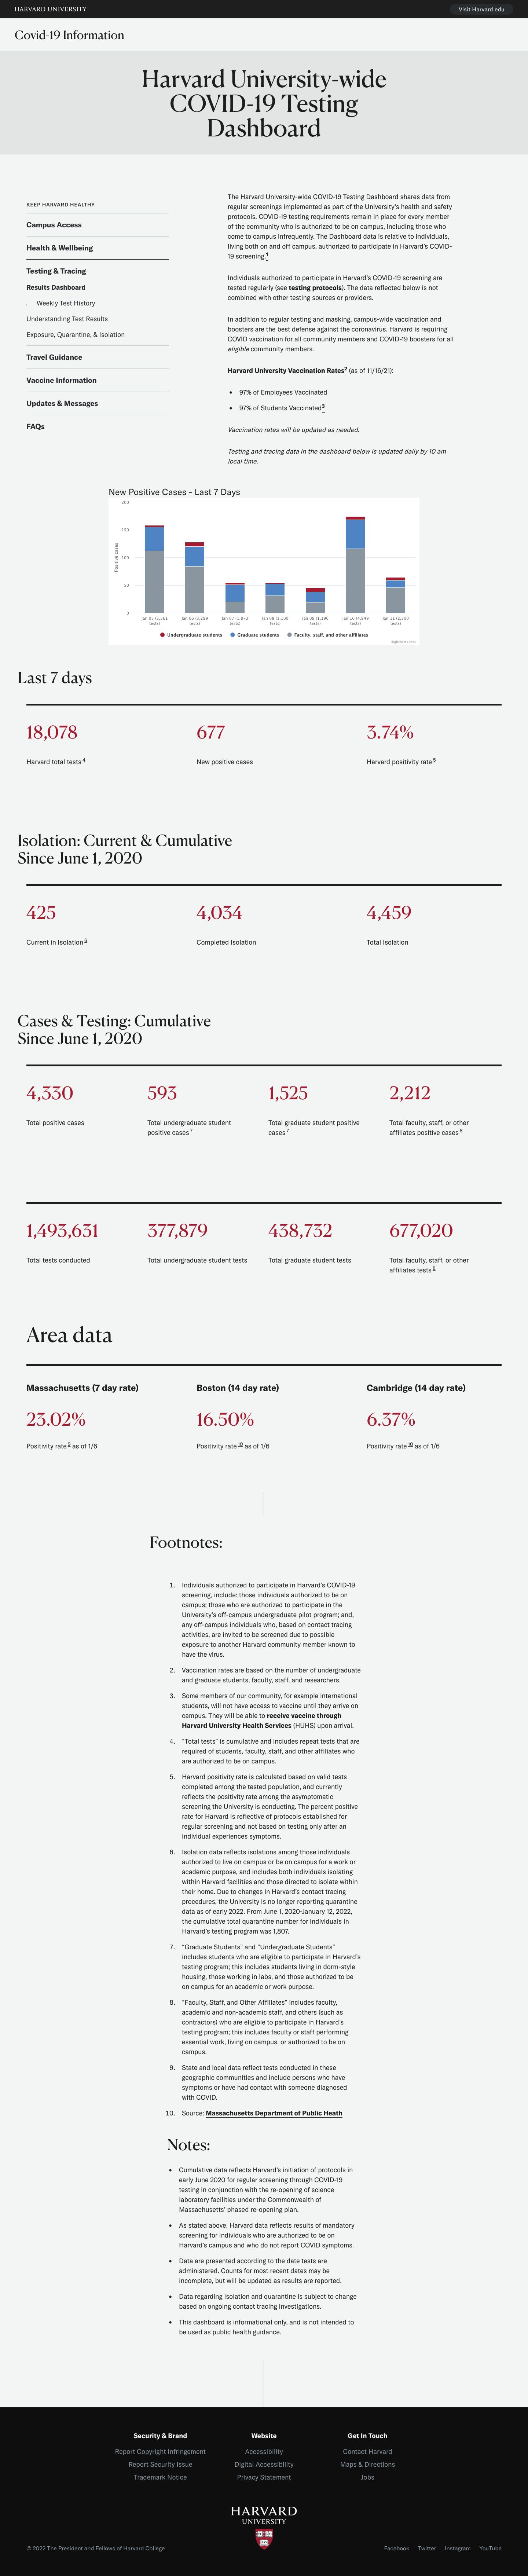 HARVARD UNIVERSITY
Visit Harvard.edu
Covid-19 Information
Harvard University-wide
COVID-19 Testing
Dashboard
KEEP HARVARD HEALTHY
Campus Access
Health & Wellbeing
Testing & Tracing
Results Dashboard
Weekly Test History
Understanding Test Results
Exposure, Quarantine, & Isolation
Travel Guidance
Vaccine Information
Updates & Messages
FAQs
The Harvard University-wide COVID-19 Testing Dashboard shares data from
regular screenings implemented as part of the University's health and safety
protocols. COVID-19 testing requirements remain in place for every member
of the community who is authorized to be on campus, including those who
come to campus infrequently. The Dashboard data is relative to individuals,
living both on and off campus, authorized to participate in Harvard's COVID-
19 screening.1
Individuals authorized to participate in Harvard's COVID-19 screening are
tested regularly (see testing protocols). The data reflected below is not
combined with other testing sources or providers.
In addition to regular testing and masking, campus-wide vaccination and
boosters are the best defense against the coronavirus. Harvard is requiring
COVID vaccination for all community members and COVID-19 boosters for all
eligible community members.
Harvard University Vaccination Rates2 (as of 11/16/21):
• 97% of Employees Vaccinated
• 97% of Students Vaccinated3
Vaccination rates will be updated as needed.
Testing and tracing data in the dashboard below is updated daily by 10 am
local time.
New Positive Cases - Last 7 Days
Positive cases
200
150
100
50
0
Jan 05 (3,361 tests)
Jan 06 (3,299 tests)
Jan 07 (1,873 tests)
Jan 08 (1,100 tests)
Jan 09 (1,196 tests)
Jan 10 (4,949 tests)
Jan 11 (2,300 tests)
Undergraduate students
Graduate students
Faculty, staff, and other affiliates
Highcharts.com
Last 7 days
18,078
Harvard total tests 4
677
New positive cases
3.74%
Harvard positivity rate 5
Isolation: Current & Cumulative
Since June 1, 2020
425
Current in Isolation 6
4,034
Completed Isolation
4,459
Total Isolation
Cases & Testing: Cumulative
Since June 1, 2020
4,330
Total positive cases
593
Total undergraduate student
positive cases 7
1,525
Total graduate student positive
cases 7
2,212
Total faculty, staff, or other
affiliates positive cases 8
1,493,631
Total tests conducted
377,879
Total undergraduate student tests
438,732
Total graduate student tests
677,020
Total faculty, staff, or other
affiliates tests 8
Area data
Massachusetts (7 day rate)
23.02%
Positivity rate 9 as of 1/6
Boston (14 day rate)
16.50%
Positivity rate 10 as of 1/6
Cambridge (14 day rate)
6.37%
Positivity rate 10 as of 1/6
Footnotes:
1. Individuals authorized to participate in Harvard's COVID-19
screening, include: those individuals authorized to be on
campus; those who are authorized to participate in the
University's off-campus undergraduate pilot program; and,
any off-campus individuals who, based on contact tracing
activities, are invited to be screened due to possible
exposure to another Harvard community member known to
have the virus.
2. Vaccination rates are based on the number of undergraduate
and graduate students, faculty, staff, and researchers.
3. Some members of our community, for example international
students, will not have access to vaccine until they arrive on
campus. They will be able to receive vaccine through
Harvard University Health Services (HUHS) upon arrival.
4. “Total tests” is cumulative and includes repeat tests that are
required of students, faculty, staff, and other affiliates who
are authorized to be on campus.
5. Harvard positivity rate is calculated based on valid tests
completed among the tested population, and currently
reflects the positivity rate among the asymptomatic
screening the University is conducting. The percent positive
rate for Harvard is reflective of protocols established for
regular screening and not based on testing only after an
individual experiences symptoms.
6. Isolation data reflects isolations among those individuals
authorized to live on campus or be on campus for a work or
academic purpose, and includes both individuals isolating
within Harvard facilities and those directed to isolate within
their home. Due to changes in Harvard's contact tracing
procedures, the University is no longer reporting quarantine
data as of early 2022. From June 1, 2020-January 12, 2022,
the cumulative total quarantine number for individuals in
Harvard's testing program was 1,807.
7. “Graduate Students” and “Undergraduate Students”
includes students who are eligible to participate in Harvard's
testing program; this includes students living in dorm-style
housing, those working in labs, and those authorized to be
on campus for an academic or work purpose.
8. “Faculty, Staff, and Other Affiliates” includes faculty,
academic and non-academic staff, and others (such as
contractors) who are eligible to participate in Harvard's
testing program; this includes faculty or staff performing
essential work, living on campus, or authorized to be on
campus.
9. State and local data reflect tests conducted in these
geographic communities and include persons who have
symptoms or have had contact with someone diagnosed
with COVID.
10. Source: Massachusetts Department of Public Heath
Notes:
• Cumulative data reflects Harvard's initiation of protocols in
early June 2020 for regular screening through COVID-19
testing in conjunction with the re-opening of science
laboratory facilities under the Commonwealth of
Massachusetts' phased re-opening plan.
• As stated above, Harvard data reflects results of mandatory
screening for individuals who are authorized to be on
Harvard's campus and who do not report COVID symptoms.
• Data are presented according to the date tests are
administered. Counts for most recent dates may be
incomplete, but will be updated as results are reported.
• Data regarding isolation and quarantine is subject to change
based on ongoing contact tracing investigations.
• This dashboard is informational only, and is not intended to
be used as public health guidance.
Security & Brand
Report Copyright Infringement
Report Security Issue
Trademark Notice
Website
Accessibility
Digital Accessibility
Privacy Statement
Get In Touch
Contact Harvard
Maps & Directions
Jobs
HARVARD
UNIVERSITY
© 2022 The President and Fellows of Harvard College
Facebook Twitter Instagram YouTube